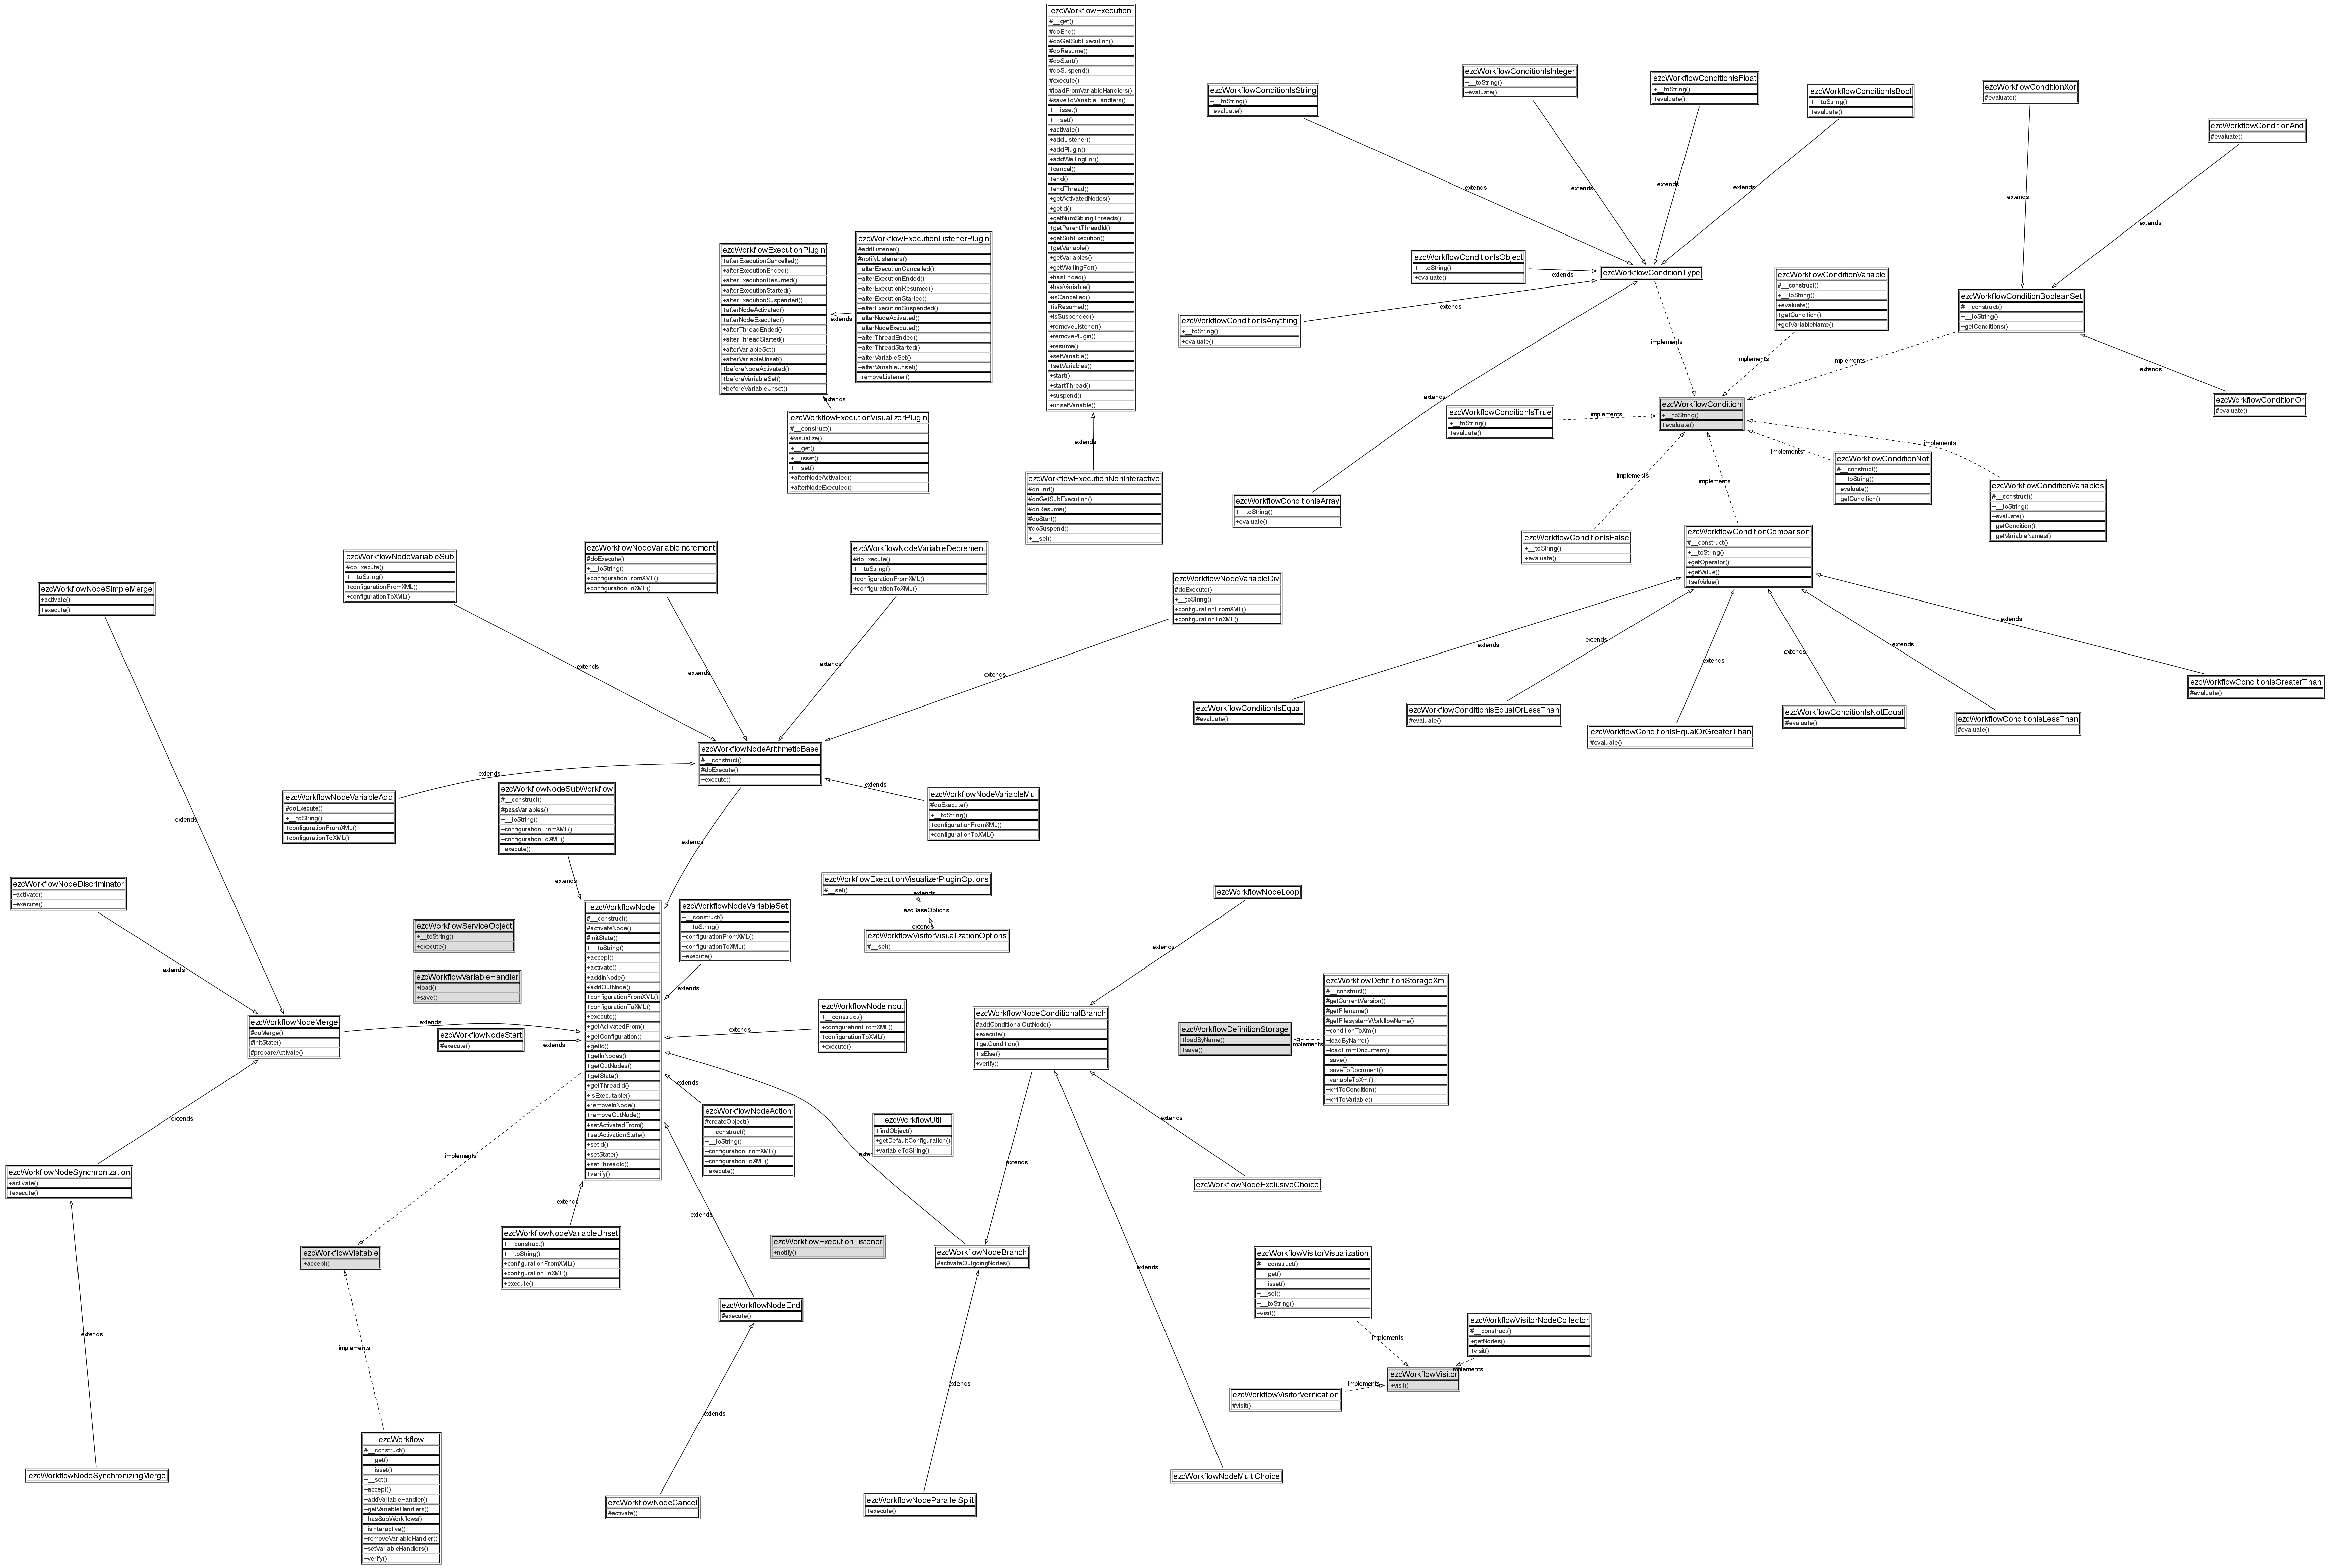 ezcWorkflowExecution
#__get()
#doEnd()
#doGetSubExecution()
#doResume()
#doStart()
#doSuspend()
#execute()
#loadFromVariableHandlers()
#saveToVariableHandlers()
+__isset()
+__set()
+activate()
+addListener()
+addPlugin()
+addWaitingFor()
+cancel()
+end()
+endThread()
+getActivatedNodes()
+getId()
+getNumSiblingThreads()
+getParentThreadId()
+getSubExecution()
+getVariable()
+getVariables()
+getWaitingFor()
+hasEnded()
+hasVariable()
+isCancelled()
+isResumed()
+isSuspended()
+removeListener()
+removePlugin()
+resume()
+setVariable()
+setVariables()
+start()
+startThread()
+suspend()
+unsetVariable()
extends
ezcWorkflowExecutionNonInteractive
#doEnd()
#doGetSubExecution()
#doResume()
#doStart()
#doSuspend()
+__set()
ezcWorkflowExecutionPlugin
+afterExecutionCancelled()
+afterExecutionEnded()
+afterExecutionResumed()
+afterExecutionStarted()
+afterExecutionSuspended()
+afterNodeActivated()
+afterNodeExecuted()
+afterThreadEnded()
+afterThreadStarted()
+afterVariableSet()
+afterVariableUnset()
+beforeNodeActivated()
+beforeVariableSet()
+beforeVariableUnset()
extends
ezcWorkflowExecutionListenerPlugin
#addListener()
#notifyListeners()
+afterExecutionCancelled()
+afterExecutionEnded()
+afterExecutionResumed()
+afterExecutionStarted()
+afterExecutionSuspended()
+afterNodeActivated()
+afterNodeExecuted()
+afterThreadEnded()
+afterThreadStarted()
+afterVariableSet()
+afterVariableUnset()
+removeListener()
extends
ezcWorkflowExecutionVisualizerPlugin
#__construct()
#visualize()
+__get()
+__isset()
+__set()
+afterNodeActivated()
+afterNodeExecuted()
ezcWorkflowConditionIsString
+__toString()
+evaluate()
extends
ezcWorkflowConditionIsInteger
+__toString()
+evaluate()
extends
ezcWorkflowConditionIsFloat
+__toString()
+evaluate()
extends
ezcWorkflowConditionIsBool
+__toString()
+evaluate()
extends
ezcWorkflowConditionXor
#evaluate()
extends
ezcWorkflowConditionAnd
#evaluate()
extends
ezcWorkflowConditionIsObject
+__toString()
+evaluate()
extends
ezcWorkflowConditionType
ezcWorkflowConditionIsAnything
+__toString()
+evaluate()
extends
implements
ezcWorkflowConditionVariable
#__construct()
+__toString()
+evaluate()
+getCondition()
+getVariableName()
implements
ezcWorkflowConditionBooleanSet
#__construct()
+__toString()
+getConditions()
implements
extends
ezcWorkflowConditionOr
#evaluate()
extends
ezcWorkflowConditionIsArray
+__toString()
+evaluate()
ezcWorkflowConditionIsTrue
+__toString()
+evaluate()
implements
ezcWorkflowCondition
+__toString()
+evaluate()
implements
ezcWorkflowConditionIsFalse
+__toString()
+evaluate()
implements
implements
ezcWorkflowConditionNot
#__construct()
+__toString()
+evaluate()
+getCondition()
implements
ezcWorkflowConditionVariables
#__construct()
+__toString()
+evaluate()
+getCondition()
+getVariableNames()
ezcWorkflowConditionComparison
#__construct()
+__toString()
+getOperator()
+getValue()
+setValue()
extends
extends
extends
extends
extends
extends
ezcWorkflowConditionIsEqual
#evaluate()
ezcWorkflowConditionIsEqualOrLessThan
#evaluate()
ezcWorkflowConditionIsEqualOrGreaterThan
#evaluate()
ezcWorkflowConditionIsNotEqual
#evaluate()
ezcWorkflowConditionIsLessThan
#evaluate()
ezcWorkflowConditionIsGreaterThan
#evaluate()
ezcWorkflowNodeSimpleMerge
+activate()
+execute()
extends
ezcWorkflowNodeVariableSub
#doExecute()
+__toString()
+configurationFromXML()
+configurationToXML()
extends
ezcWorkflowNodeVariableIncrement
#doExecute()
+__toString()
+configurationFromXML()
+configurationToXML()
extends
ezcWorkflowNodeVariableDecrement
#doExecute()
+__toString()
+configurationFromXML()
+configurationToXML()
extends
ezcWorkflowNodeVariableDiv
#doExecute()
+__toString()
+configurationFromXML()
+configurationToXML()
extends
ezcWorkflowNodeArithmeticBase
#__construct()
#doExecute()
+execute()
extends
ezcWorkflowNodeVariableAdd
#doExecute()
+__toString()
+configurationFromXML()
+configurationToXML()
extends
ezcWorkflowNodeVariableMul
#doExecute()
+__toString()
+configurationFromXML()
+configurationToXML()
extends
ezcWorkflowNodeSubWorkflow
#__construct()
#passVariables()
+__toString()
+configurationFromXML()
+configurationToXML()
+execute()
extends
ezcWorkflowNodeDiscriminator
+activate()
+execute()
extends
ezcWorkflowServiceObject
+__toString()
+execute()
ezcWorkflowVariableHandler
+load()
+save()
ezcWorkflowNode
#__construct()
#activateNode()
#initState()
+__toString()
+accept()
+activate()
+addInNode()
+addOutNode()
+configurationFromXML()
+configurationToXML()
+execute()
+getActivatedFrom()
+getConfiguration()
+getId()
+getInNodes()
+getOutNodes()
+getState()
+getThreadId()
+isExecutable()
+removeInNode()
+removeOutNode()
+setActivatedFrom()
+setActivationState()
+setId()
+setState()
+setThreadId()
+verify()
ezcWorkflowNodeVariableSet
+__construct()
+__toString()
+configurationFromXML()
+configurationToXML()
+execute()
extends
ezcWorkflowExecutionVisualizerPluginOptions
#__set()
extends
ezcBaseOptions
extends
ezcWorkflowVisitorVisualizationOptions
#__set()
ezcWorkflowNodeLoop
extends
ezcWorkflowNodeMerge
#doMerge()
#initState()
#prepareActivate()
extends
ezcWorkflowNodeStart
#execute()
extends
ezcWorkflowNodeInput
+__construct()
+configurationFromXML()
+configurationToXML()
+execute()
extends
ezcWorkflowNodeConditionalBranch
#addConditionalOutNode()
+execute()
+getCondition()
+isElse()
+verify()
ezcWorkflowDefinitionStorage
+loadByName()
+save()
implements
ezcWorkflowDefinitionStorageXml
#__construct()
#getCurrentVersion()
#getFilename()
#getFilesystemWorkflowName()
+conditionToXml()
+loadByName()
+loadFromDocument()
+save()
+saveToDocument()
+variableToXml()
+xmlToCondition()
+xmlToVariable()
extends
ezcWorkflowNodeAction
#createObject()
+__construct()
+__toString()
+configurationFromXML()
+configurationToXML()
+execute()
ezcWorkflowUtil
+findObject()
+getDefaultConfiguration()
+variableToString()
extends
extends
extends
ezcWorkflowNodeExclusiveChoice
extends
ezcWorkflowNodeSynchronization
+activate()
+execute()
implements
extends
ezcWorkflowNodeVariableUnset
+__construct()
+__toString()
+configurationFromXML()
+configurationToXML()
+execute()
extends
ezcWorkflowVisitable
+accept()
ezcWorkflowExecutionListener
+notify()
ezcWorkflowNodeBranch
#activateOutgoingNodes()
extends
ezcWorkflowVisitorVisualization
#__construct()
+__get()
+__isset()
+__set()
+__toString()
+visit()
implements
ezcWorkflowNodeEnd
#execute()
ezcWorkflowVisitorNodeCollector
#__construct()
+getNodes()
+visit()
implements
extends
implements
ezcWorkflowVisitor
+visit()
extends
ezcWorkflowVisitorVerification
#visit()
implements
extends
ezcWorkflow
#__construct()
+__get()
+__isset()
+__set()
+accept()
+addVariableHandler()
+getVariableHandlers()
+hasSubWorkflows()
+isInteractive()
+removeVariableHandler()
+setVariableHandlers()
+verify()
ezcWorkflowNodeSynchronizingMerge
ezcWorkflowNodeCancel
#activate()
ezcWorkflowNodeParallelSplit
+execute()
ezcWorkflowNodeMultiChoice